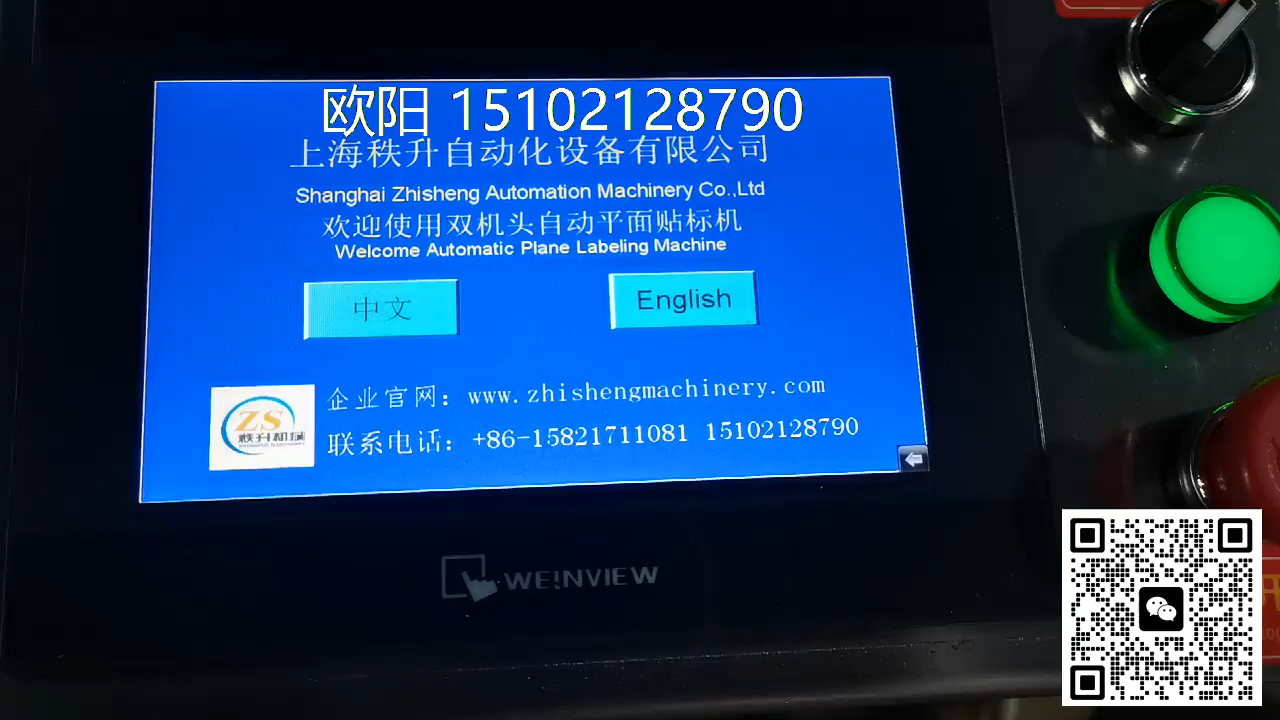 欧阳 15102128790
上海秩升自动化设备有限公司
Shanghai Zhisheng Automation Machinery Co.,Ltd
欢迎使用双机头自动平面贴标机
Welcome Automatic Plane Labeling Machine
中文
English
ZS
秩升机械
企业官网：www.zhishengmachinery.com
联系电话：+86-15821711081 15102128790
WE!NVIEW